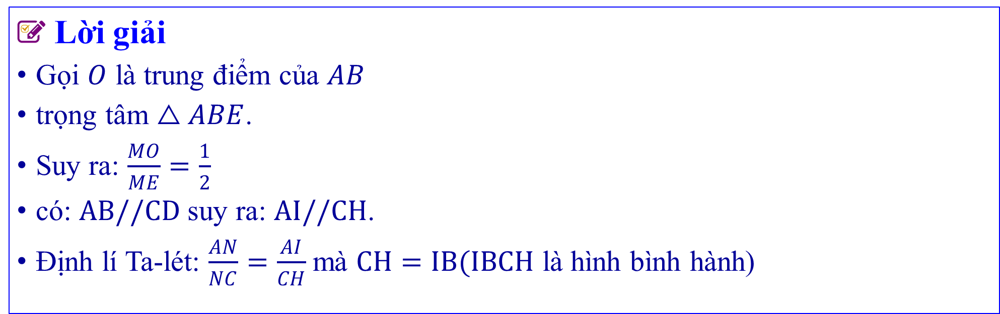 Lời giải
• Gọi O là trung điểm của AB
• trọng tâm △ ABE.
• Suy ra: MO/ME = 1/2
• có: AB//CD suy ra: AI//CH.
• Định lí Ta-lét: AN/NC = AI/CH mà CH = IB(IBCH là hình bình hành)